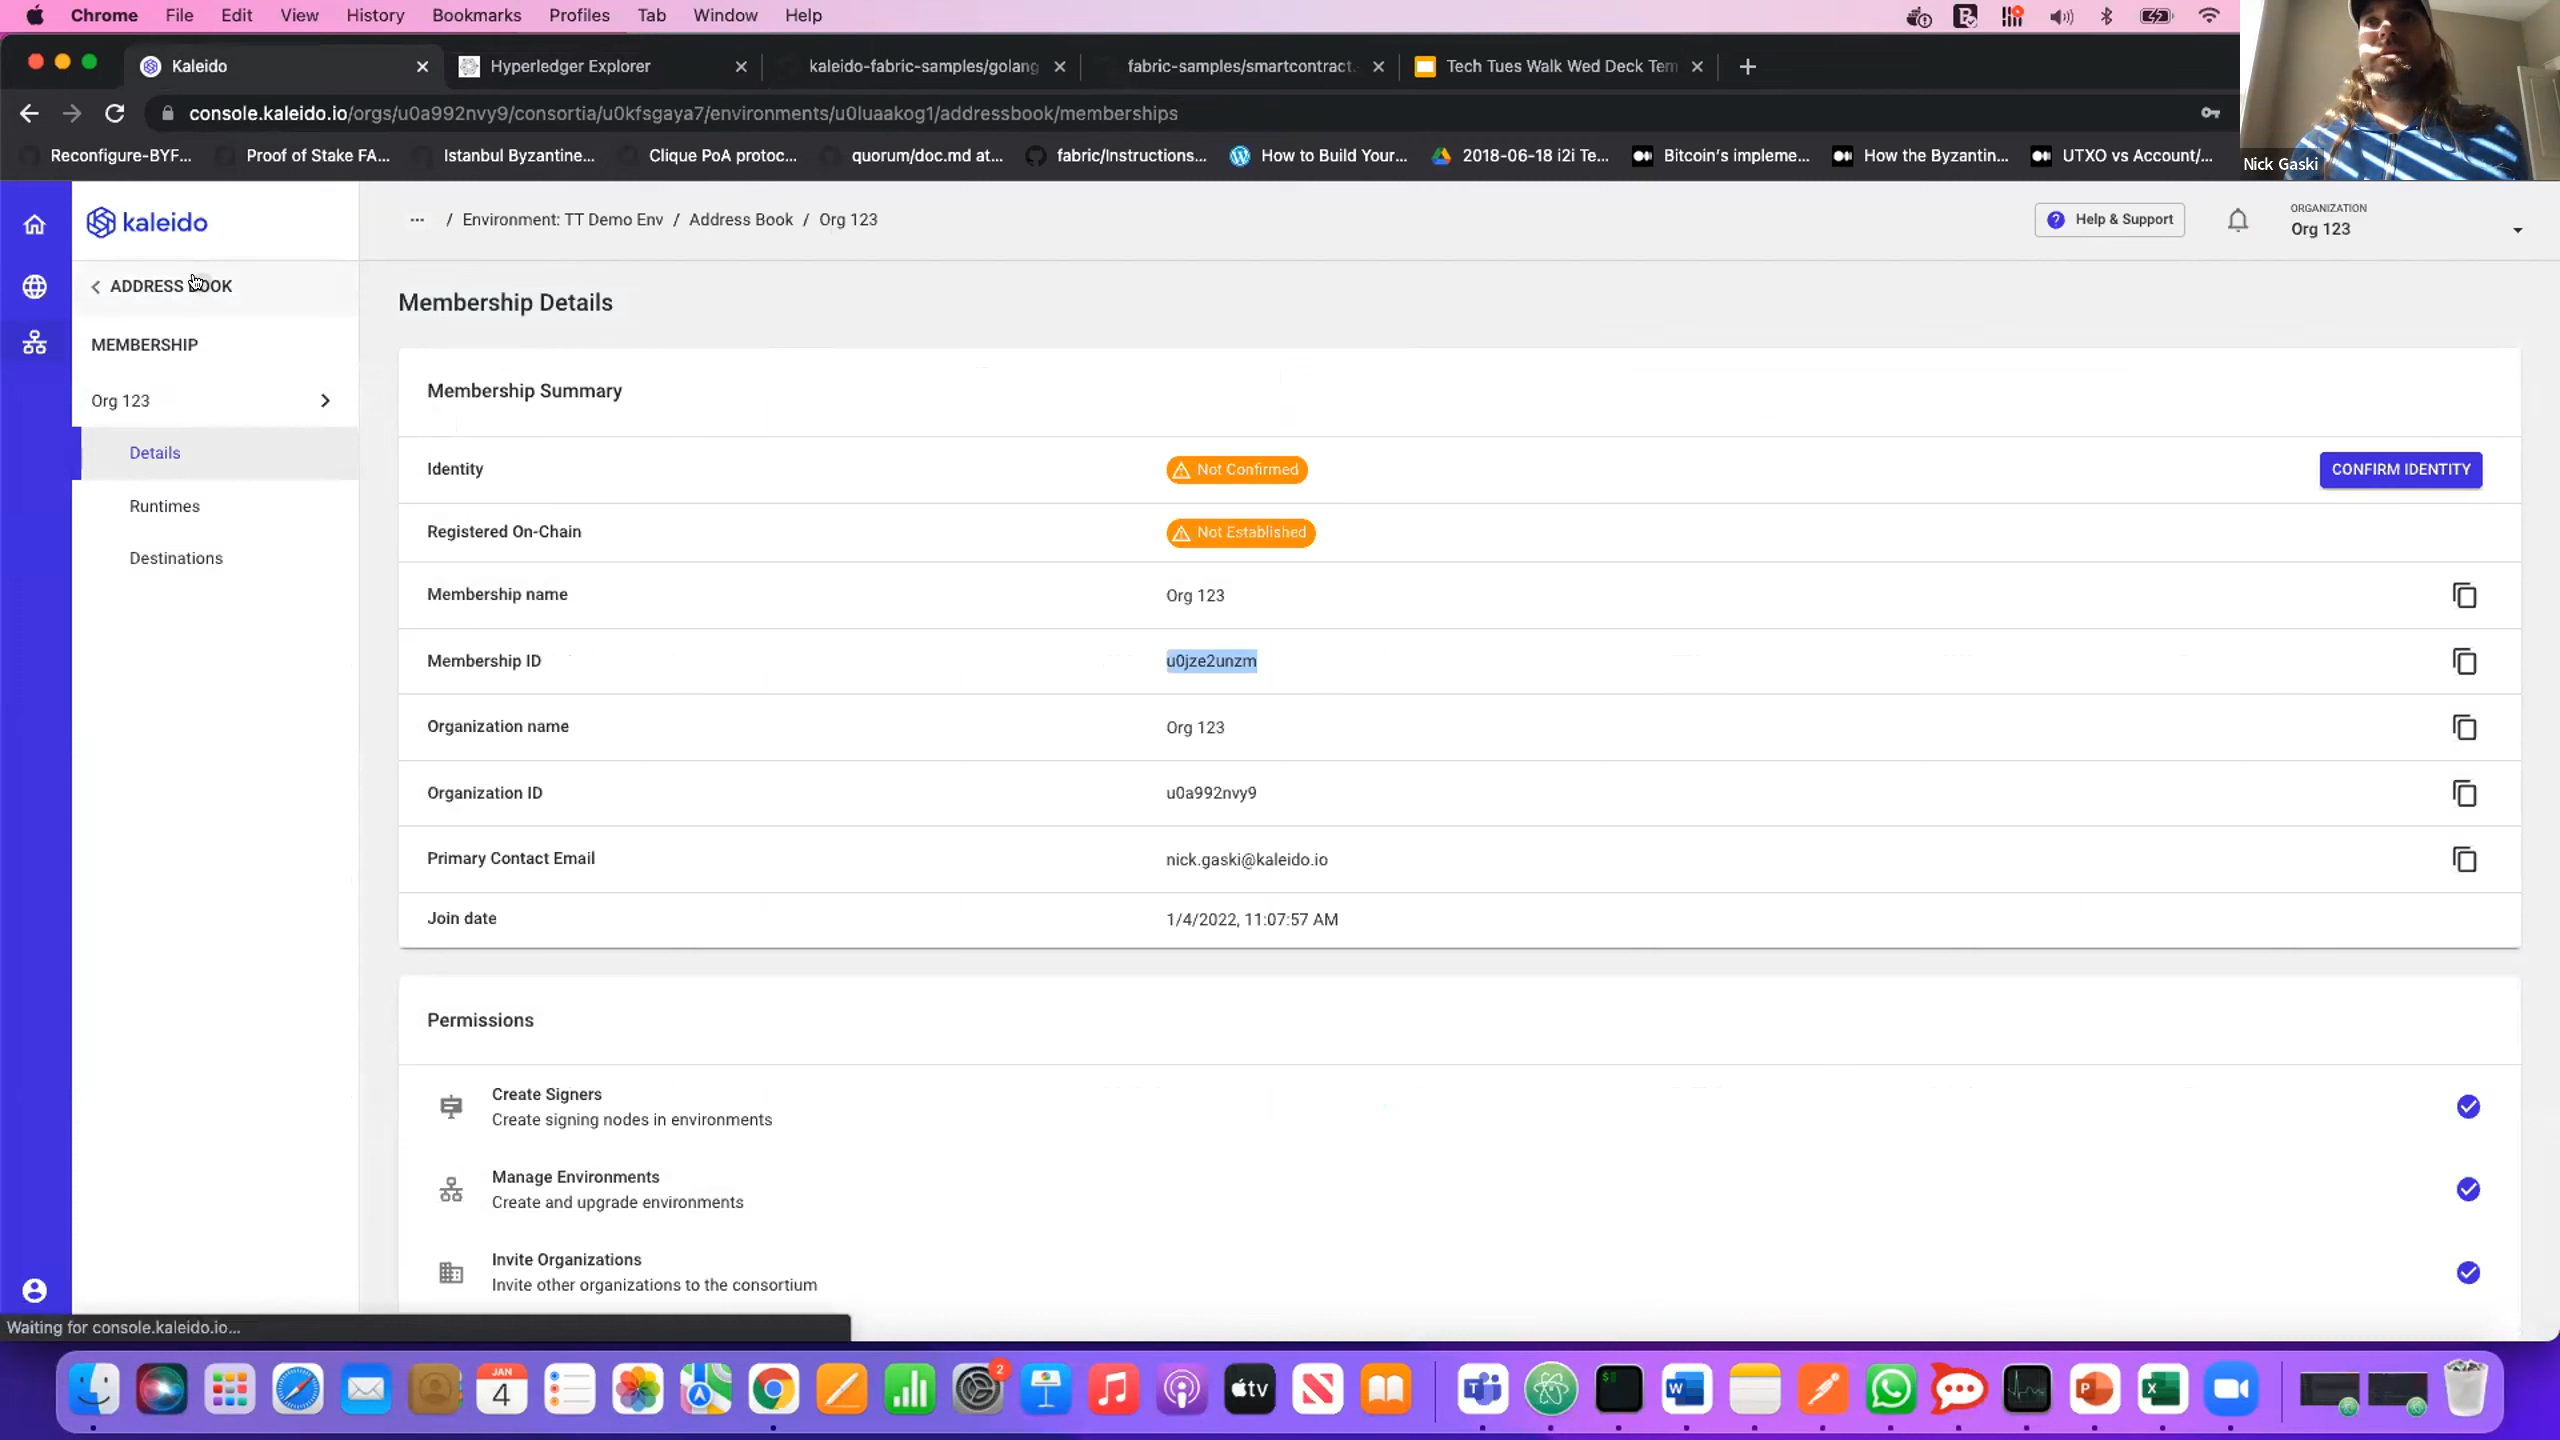 Chrome File Edit View History Bookmarks Profiles Tab Window Help
Kaleido
Hyperledger Explorer
kaleido-fabric-samples/golang
fabric-samples/smartcontract.
Tech Tues Walk Wed Deck Tem
console.kaleido.io/orgs/u0a992nvy9/consortia/u0kfsgaya7/environments/u0luaakog1/addressbook/memberships
Reconfigure-BYF...
Proof of Stake FA...
Istanbul Byzantine...
Clique PoA protoc...
quorum/doc.md at...
fabric/Instructions...
How to Build Your...
2018-06-18 i2i Te...
Bitcoin's impleme...
How the Byzantin...
UTXO vs Account/...
Nick Gaski
kaleido
... / Environment: TT Demo Env / Address Book / Org 123
? Help & Support
ORGANIZATION
Org 123
ADDRESS BOOK
MEMBERSHIP
Org 123
Details
Runtimes
Destinations
Membership Details
Membership Summary
Identity
Not Confirmed
CONFIRM IDENTITY
Registered On-Chain
Not Established
Membership name
Org 123
Membership ID
u0jze2unzm
Organization name
Org 123
Organization ID
u0a992nvy9
Primary Contact Email
nick.gaski@kaleido.io
Join date
1/4/2022, 11:07:57 AM
Permissions
Create Signers
Create signing nodes in environments
Manage Environments
Create and upgrade environments
Invite Organizations
Invite other organizations to the consortium
Waiting for console.kaleido.io...
JAN
4
2
tv